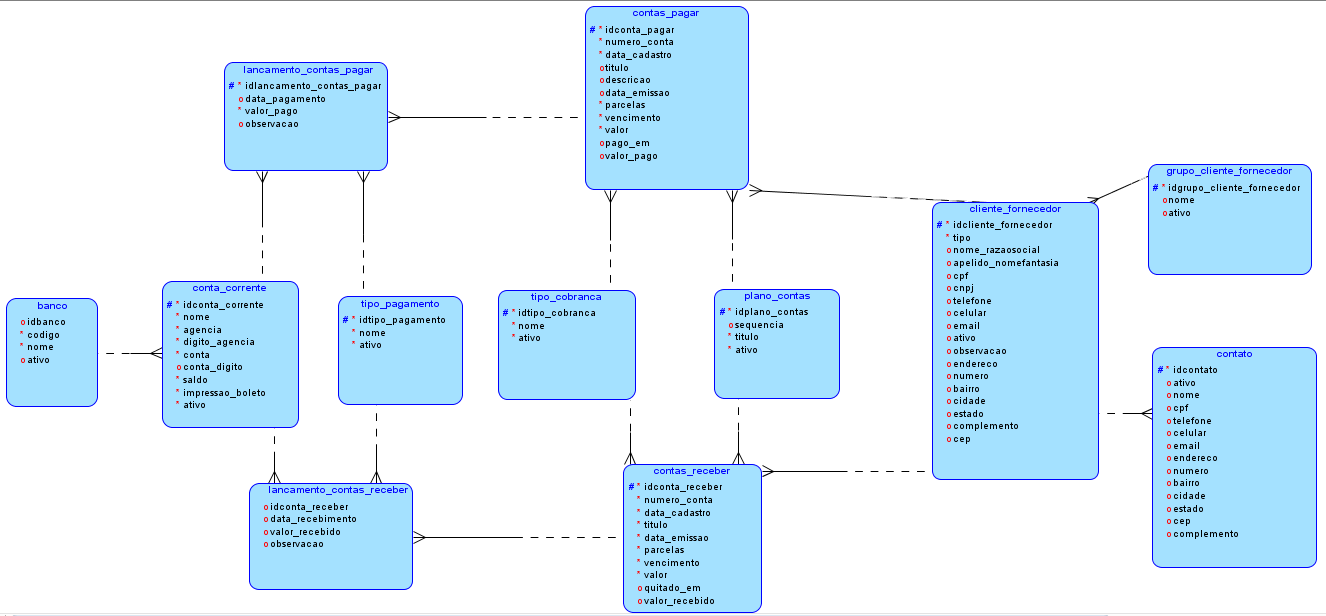 contas_pagar
# * idconta_pagar
* numero_conta
* data_cadastro
o titulo
o descricao
o data_emissao
* parcelas
* vencimento
* valor
o pago_em
o valor_pago
lancamento_contas_pagar
# * idlancamento_contas_pagar
o data_pagamento
* valor_pago
o observacao
grupo_cliente_fornecedor
# * idgrupo_cliente_fornecedor
o nome
o ativo
cliente_fornecedor
# * idcliente_fornecedor
* tipo
o nome_razaosocial
o apelido_nomefantasia
o cpf
o cnpj
o telefone
o celular
o email
o ativo
o observacao
o endereco
o numero
o bairro
o cidade
o estado
o complemento
o cep
banco
o idbanco
* codigo
* nome
o ativo
conta_corrente
# * idconta_corrente
* nome
* agencia
* digito_agencia
* conta
o conta_digito
* saldo
* impressao_boleto
* ativo
tipo_pagamento
# * idtipo_pagamento
* nome
* ativo
tipo_cobranca
# * idtipo_cobranca
* nome
* ativo
plano_contas
# * idplano_contas
o sequencia
* titulo
* ativo
contato
# * idcontato
o ativo
o nome
o cpf
o telefone
o celular
o email
o endereco
o numero
o bairro
o cidade
o estado
o cep
o complemento
lancamento_contas_receber
o idconta_receber
o data_recebimento
o valor_recebido
o observacao
contas_receber
# * idconta_receber
* numero_conta
* data_cadastro
* titulo
* data_emissao
* parcelas
* vencimento
* valor
o quitado_em
o valor_recebido